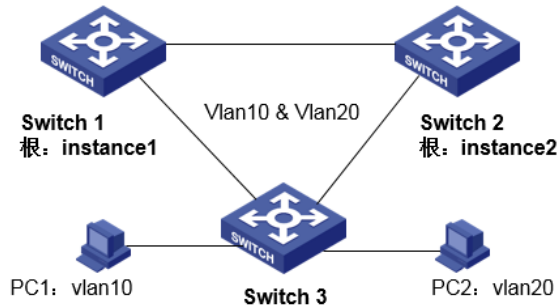 SWITCH
SWITCH
Vlan10 & Vlan20
Switch 1
根：instance1
Switch 2
根：instance2
SWITCH
PC1：vlan10
Switch 3
PC2：vlan20